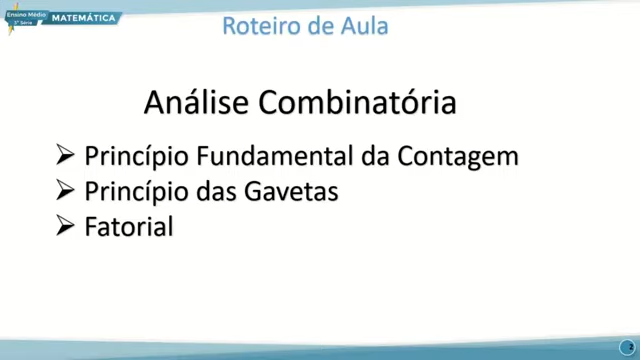 Ensino Médio
3ª Série
MATEMÁTICA
Roteiro de Aula
Análise Combinatória
➢ Princípio Fundamental da Contagem
➢ Princípio das Gavetas
➢ Fatorial
2